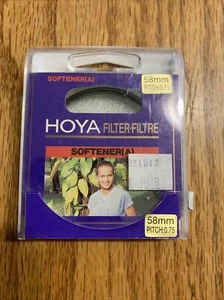 SOFTENER(A)
58mm
PITCH:0.75
HOYA FILTER-FILTRE
SOFTENER(A)
58mm
PITCH:0.75